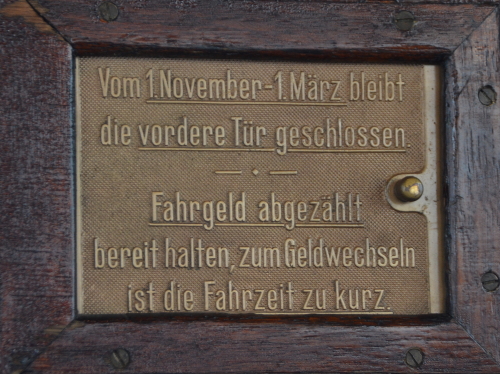 Vom 1. November - 1. März bleibt
die vordere Tür geschlossen.
Fahrgeld abgezählt
bereit halten, zum Geldwechseln
ist die Fahrzeit zu kurz.